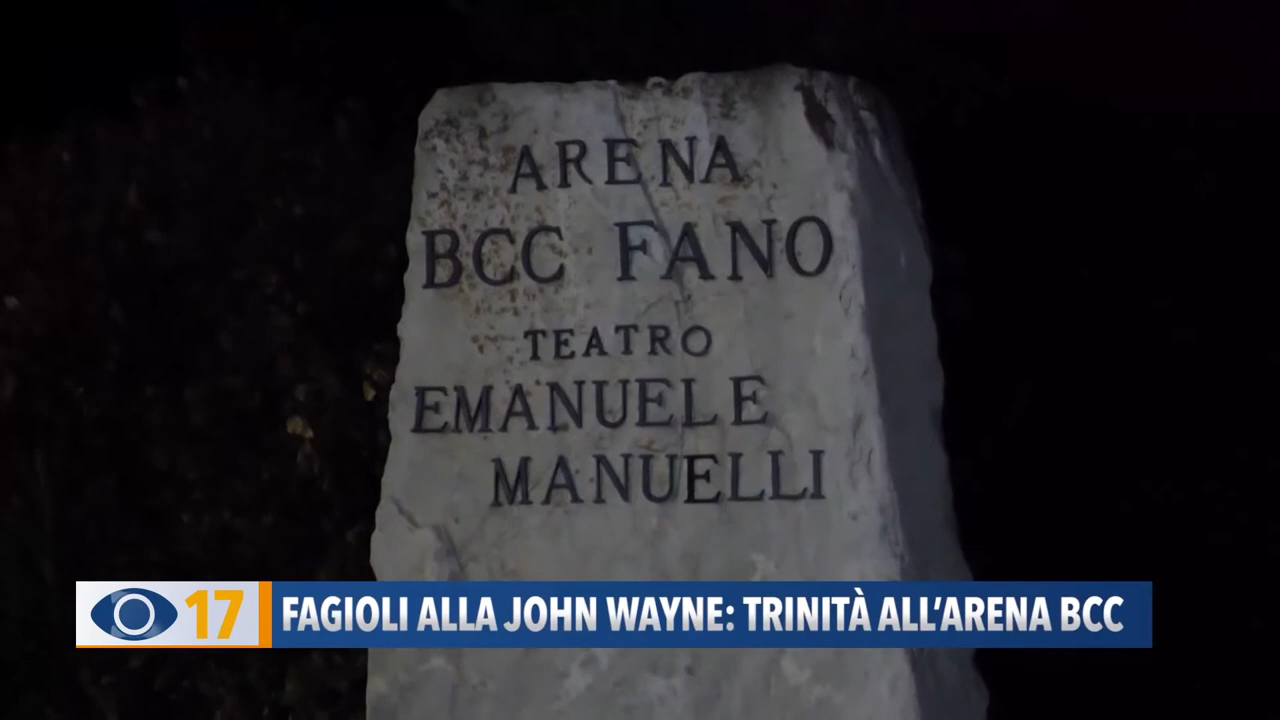 ARENA
BCC FANO
TEATRO
EMANUELE
MANUELLI
17 FAGIOLI ALLA JOHN WAYNE: TRINITÀ ALL'ARENA BCC